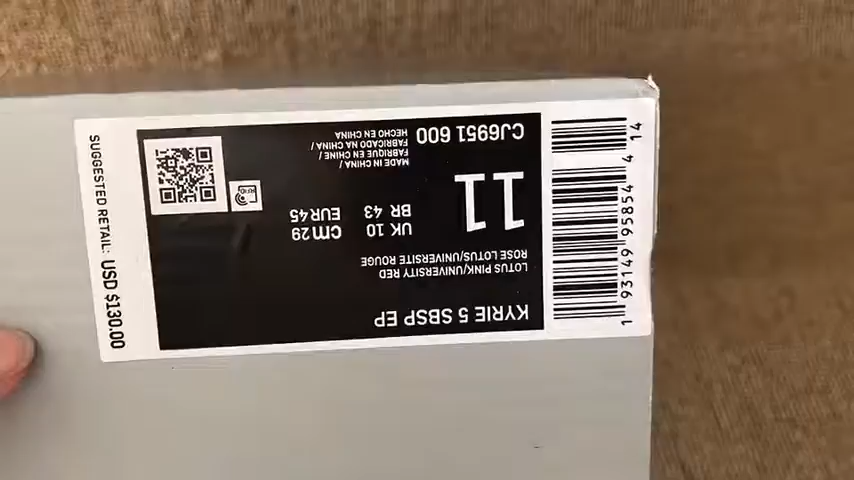 KYRIE 5 SBSP EP
LOTUS PINK/UNIVERSITY RED
ROSE LOTUS/UNIVERSITE ROUGE
11
UK 10 CM 29
BR 43 EUR 45
CJ6951 600
MADE IN CHINA /
FABRIQUE EN CHINE /
FABRICADO NA CHINA /
HECHO EN CHINA
RFID
SUGGESTED RETAIL: USD $130.00
1 93149 95854 4 14